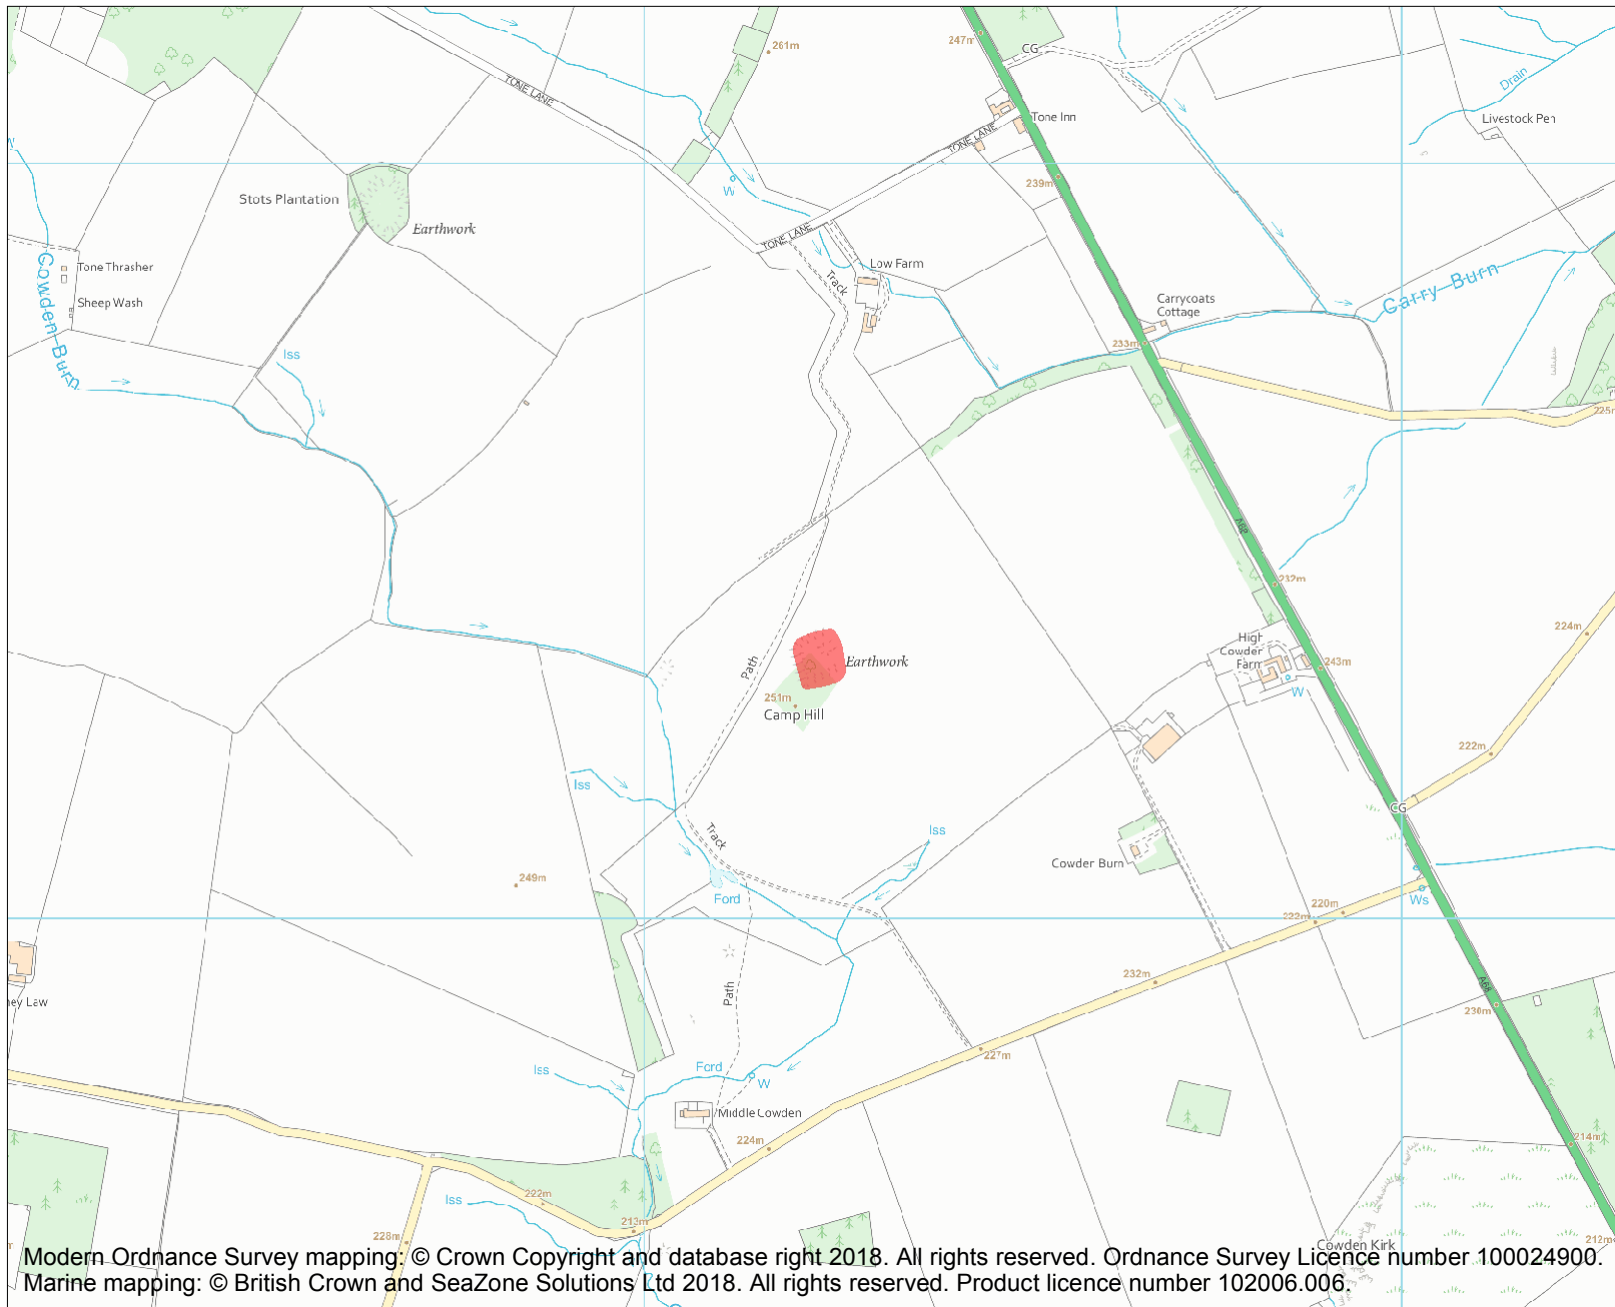 261m
247m
CG
TONE LANE
Drain
Tone Inn
Livestock Pen
TONE LANE
W
239m
Stots Plantation
Earthwork
TONE LANE
Low Farm
Tone Thrasher
Track
Sheep Wash
Cowden Burn
Carry Burn
Carrycoats
Cottage
233m
Iss
225m
A68
232m
224m
High
Cowden
Farm
243m
W
Path
Earthwork
251m
Camp Hill
222m
Iss
CG
Track
Iss
Cowden Burn
249m
Ford
220m
222m
Ws
232m
Path
A68
230m
ney Law
227m
Iss
Ford
W
Middle Cowden
224m
214m
222m
Iss
213m
228m
212m
Cowden Kirk
Modern Ordnance Survey mapping: © Crown Copyright and database right 2018. All rights reserved. Ordnance Survey Licence number 100024900.
Marine mapping: © British Crown and SeaZone Solutions Ltd 2018. All rights reserved. Product licence number 102006.006.